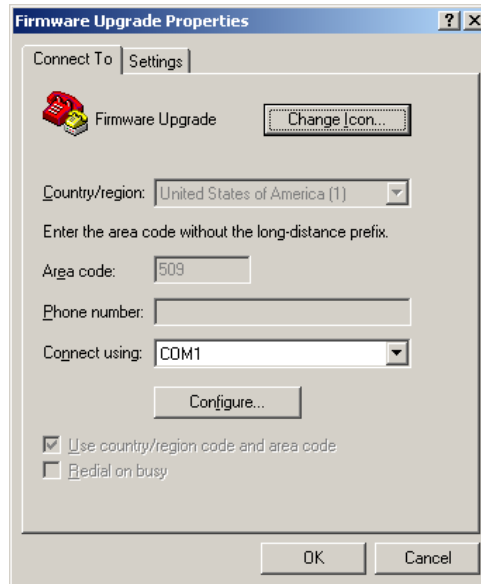 Firmware Upgrade Properties
Connect To
Settings
Firmware Upgrade
Change Icon...
Country/region: United States of America (1)
Enter the area code without the long-distance prefix.
Area code: 509
Phone number:
Connect using: COM1
Configure...
Use country/region code and area code
Redial on busy
OK
Cancel